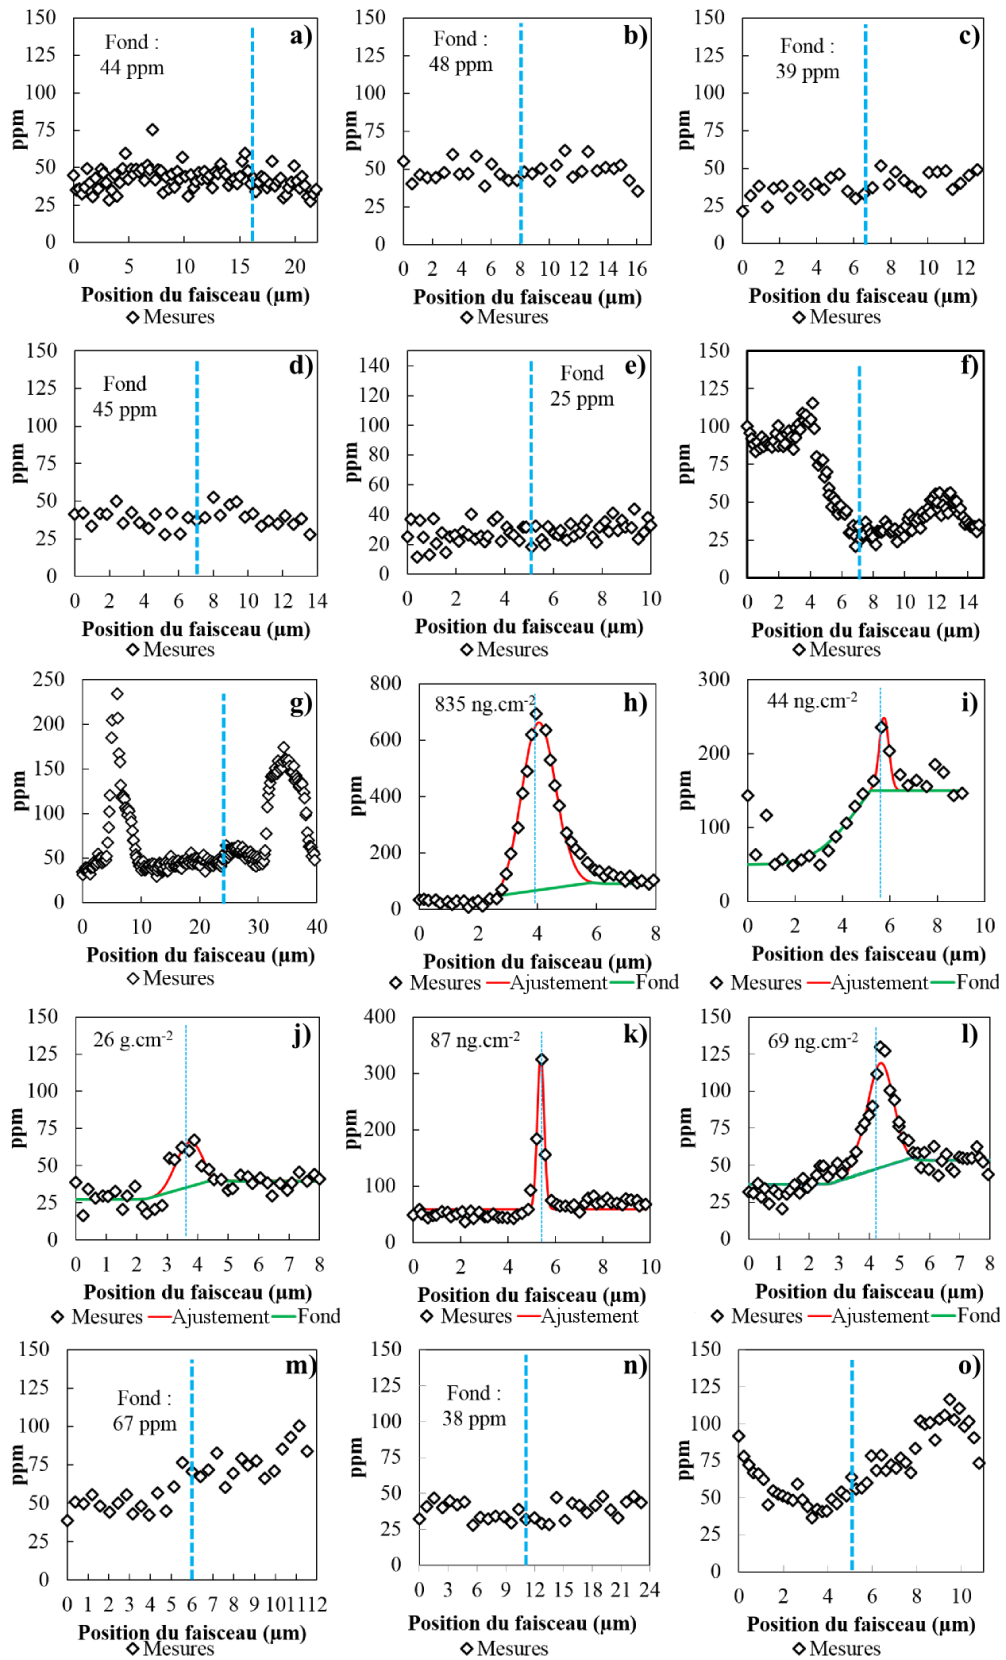 150
125
100
75
50
25
0
ppm
a)
Fond :
44 ppm
0 5 10 15 20
Position du faisceau (µm)
Mesures
150
125
100
75
50
25
0
ppm
b)
Fond :
48 ppm
0 2 4 6 8 10 12 14 16
Position du faisceau (µm)
Mesures
150
125
100
75
50
25
0
ppm
c)
Fond :
39 ppm
0 2 4 6 8 10 12
Position du faisceau (µm)
Mesures
150
125
100
75
50
25
0
ppm
d)
Fond
45 ppm
0 2 4 6 8 10 12 14
Position du faisceau (µm)
Mesures
140
120
100
80
60
40
20
0
ppm
e)
Fond
25 ppm
0 2 4 6 8 10
Position du faisceau (µm)
Mesures
150
125
100
75
50
25
0
ppm
f)
0 2 4 6 8 10 12 14
Position du faisceau (µm)
Mesures
250
200
150
100
50
0
ppm
g)
0 10 20 30 40
Position du faisceau (µm)
Mesures
800
600
400
200
0
ppm
835 ng.cm-2
h)
0 2 4 6 8
Position du faisceau (µm)
Mesures Ajustement Fond
300
200
100
0
ppm
44 ng.cm-2
i)
0 2 4 6 8 10
Position des faisceau (µm)
Mesures Ajustement Fond
150
125
100
75
50
25
0
ppm
26 g.cm-2
j)
0 1 2 3 4 5 6 7 8
Position du faisceau (µm)
Mesures Ajustement Fond
400
300
200
100
0
ppm
87 ng.cm-2
k)
0 2 4 6 8 10
Position du faisceau (µm)
Mesures Ajustement
150
125
100
75
50
25
0
ppm
69 ng.cm-2
l)
0 1 2 3 4 5 6 7 8
Position du faisceau (µm)
Mesures Ajustement Fond
150
125
100
75
50
25
0
ppm
m)
Fond :
67 ppm
0 1 2 3 4 5 6 7 8 9 101112
Position du faisceau (µm)
Mesures
150
125
100
75
50
25
0
ppm
n)
Fond :
38 ppm
0 3 6 9 12 15 18 21 24
Position du faisceau (µm)
Mesures
150
125
100
75
50
25
0
ppm
o)
0 2 4 6 8 10
Position du faisceau (µm)
Mesures